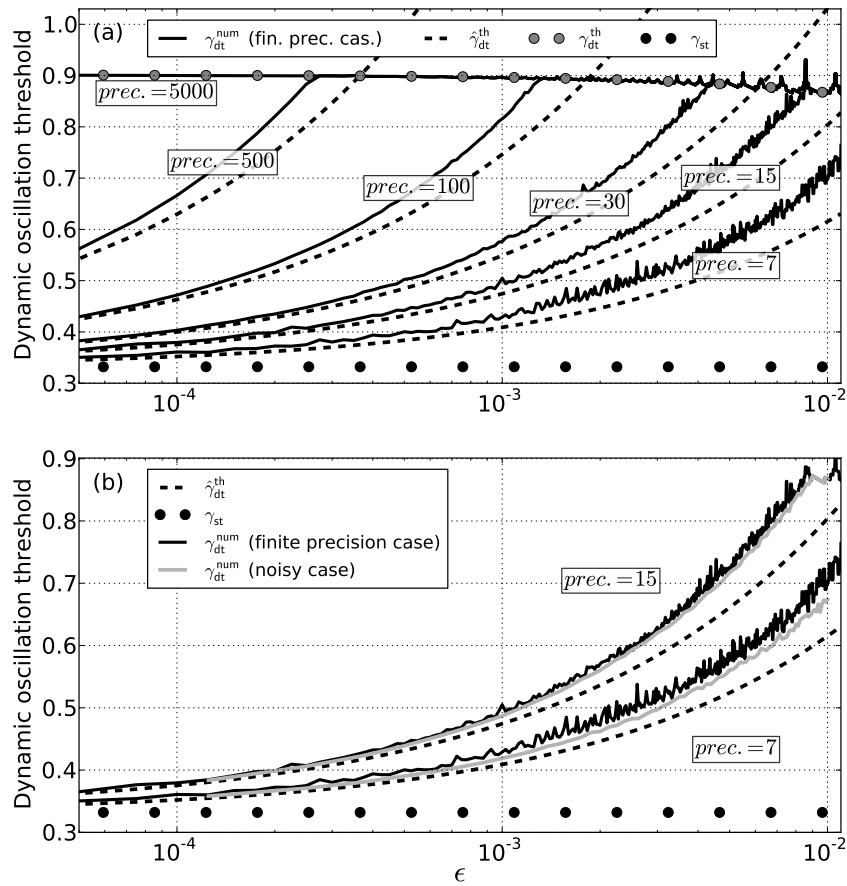 (a)
γ_dt^num (fin. prec. cas.) γ̂_dt^th γ_dt^th γ_st
Dynamic oscillation threshold
1.0
0.9
0.8
0.7
0.6
0.5
0.4
0.3
prec. = 5000
prec. = 500
prec. = 100
prec. = 30
prec. = 15
prec. = 7
10^-4 10^-3 10^-2
(b)
γ̂_dt^th
γ_st
γ_dt^num (finite precision case)
γ_dt^num (noisy case)
Dynamic oscillation threshold
0.9
0.8
0.7
0.6
0.5
0.4
0.3
prec. = 15
prec. = 7
10^-4 10^-3 10^-2
ϵ